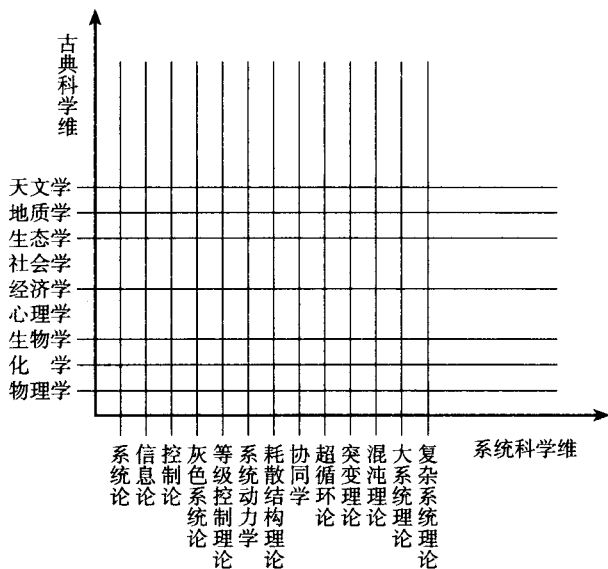 古典科学维
天文学
地质学
生态学
社会学
经济学
心理学
生物学
化 学
物理学
系统科学维
系统论
信息论
控制论
灰色系统论
等级控制理论
系统动力学
耗散结构理论
协同学
超循环论
突变理论
混沌理论
大系统理论
复杂系统理论